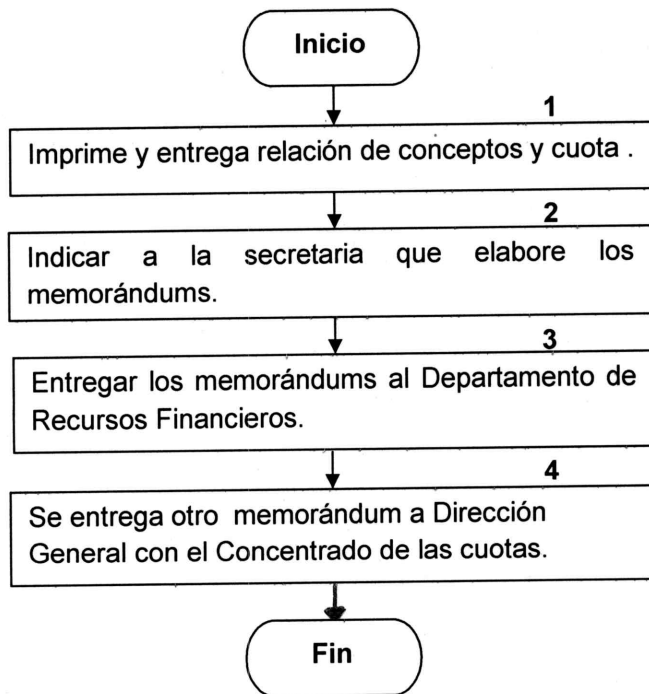 Inicio
1
Imprime y entrega relación de conceptos y cuota .
2
Indicar a la secretaria que elabore los
memorándums.
3
Entregar los memorándums al Departamento de
Recursos Financieros.
4
Se entrega otro memorándum a Dirección
General con el Concentrado de las cuotas.
Fin